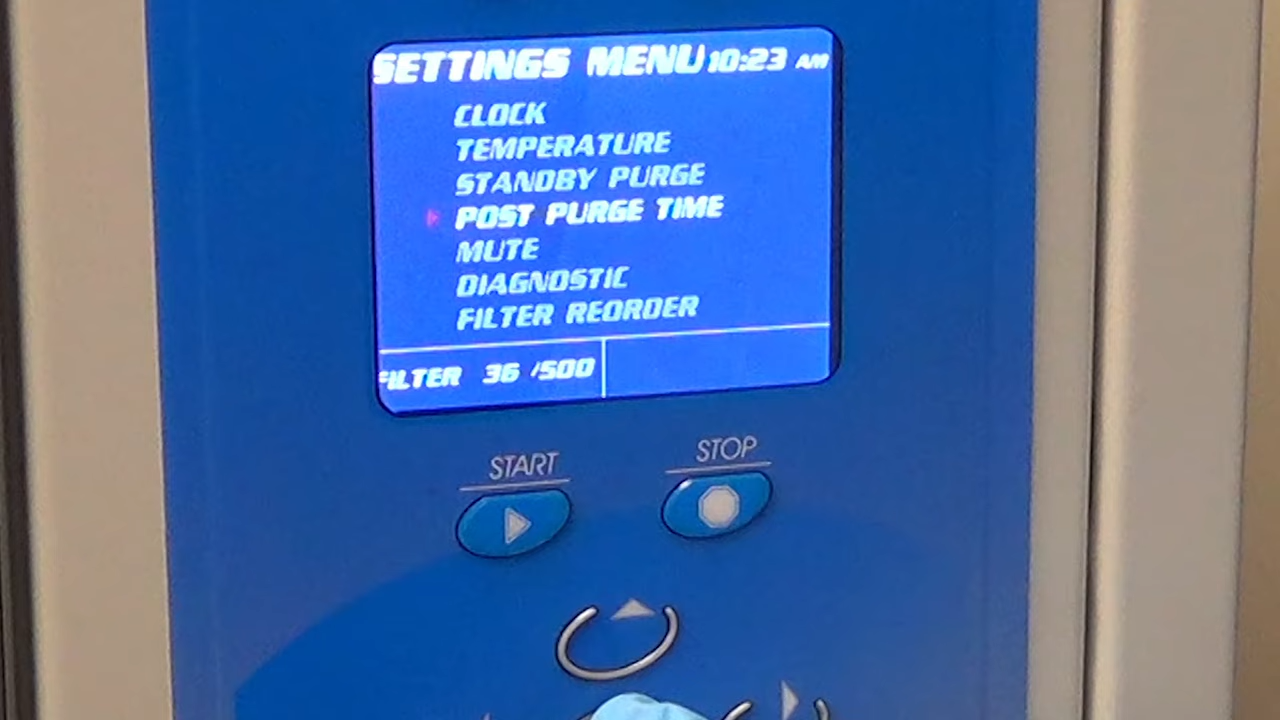 SETTINGS MENU 10:23 AM
CLOCK
TEMPERATURE
STANDBY PURGE
POST PURGE TIME
MUTE
DIAGNOSTIC
FILTER REORDER
FILTER 36 /500
START
STOP